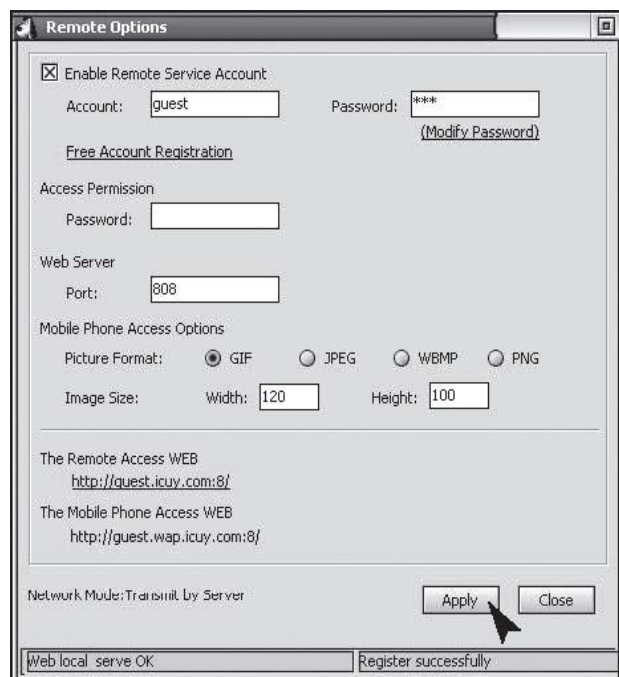 Remote Options
Enable Remote Service Account
Account: guest Password: ***
(Modify Password)
Free Account Registration
Access Permission
Password:
Web Server
Port: 808
Mobile Phone Access Options
Picture Format: GIF JPEG WBMP PNG
Image Size: Width: 120 Height: 100
The Remote Access WEB
http://guest.icuy.com:8/
The Mobile Phone Access WEB
http://guest.wap.icuy.com:8/
Network Mode:Transmit by Server
Apply Close
Web local serve OK Register successfully